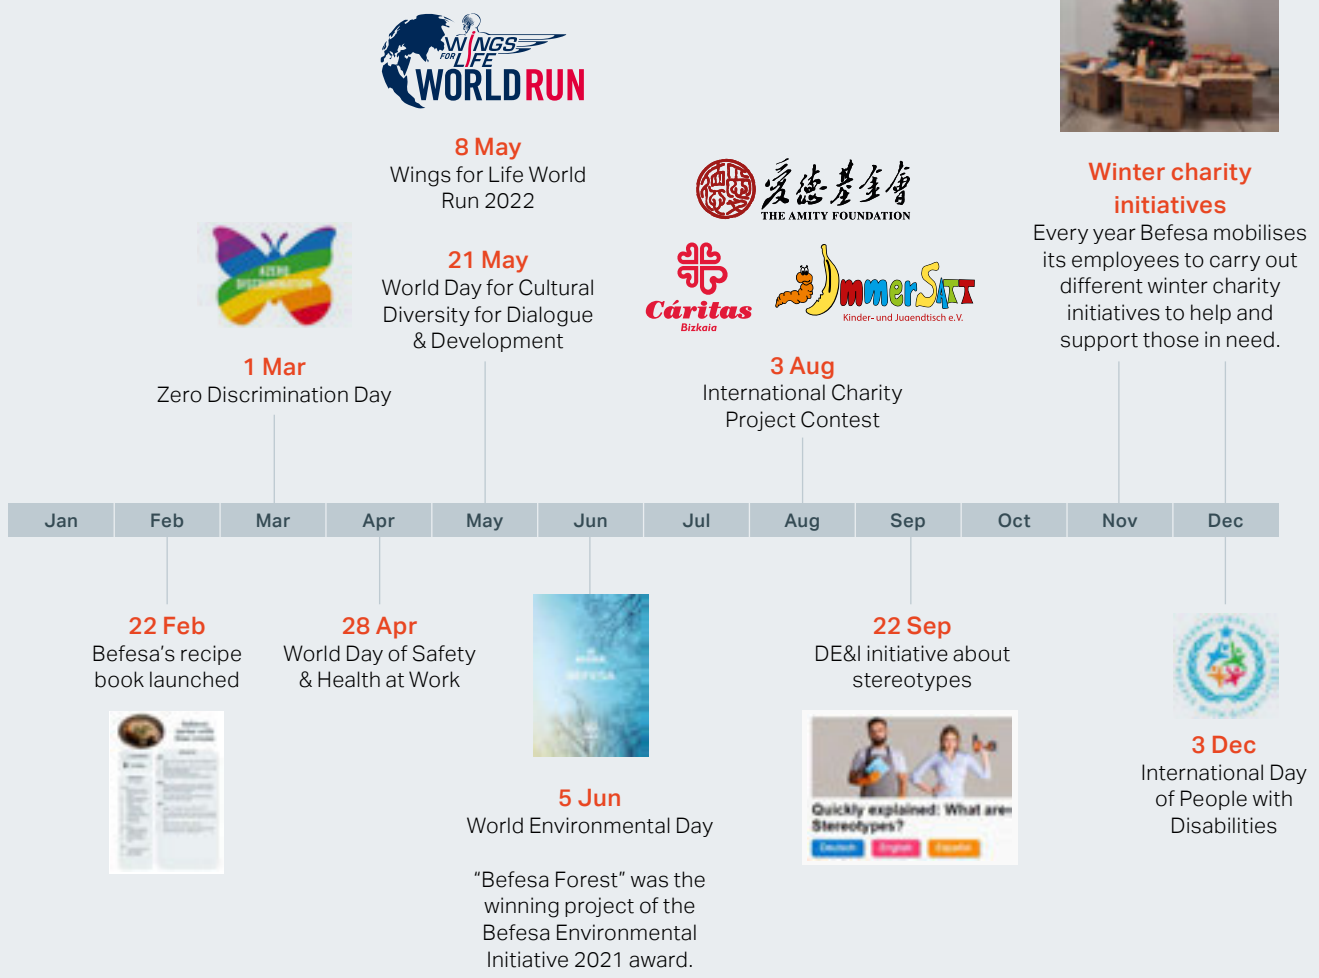 WINGS
FOR LIFE
WORLD RUN
8 May
Wings for Life World
Run 2022
21 May
World Day for Cultural
Diversity for Dialogue
& Development
#ZERO
DISCRIMINATION
1 Mar
Zero Discrimination Day
愛德基金會
THE AMITY FOUNDATION
Cáritas
Bizkaia
ImmerSATT
Kinder- und Jugendtisch e.V.
3 Aug
International Charity
Project Contest
Winter charity
initiatives
Every year Befesa mobilises
its employees to carry out
different winter charity
initiatives to help and
support those in need.
Jan Feb Mar Apr May Jun Jul Aug Sep Oct Nov Dec
22 Feb
Befesa’s recipe
book launched
28 Apr
World Day of Safety
& Health at Work
BEFESA
5 Jun
World Environmental Day
“Befesa Forest” was the
winning project of the
Befesa Environmental
Initiative 2021 award.
22 Sep
DE&I initiative about
stereotypes
Quickly explained: What are
Stereotypes?
Deutsch English Español
3 Dec
International Day
of People with
Disabilities